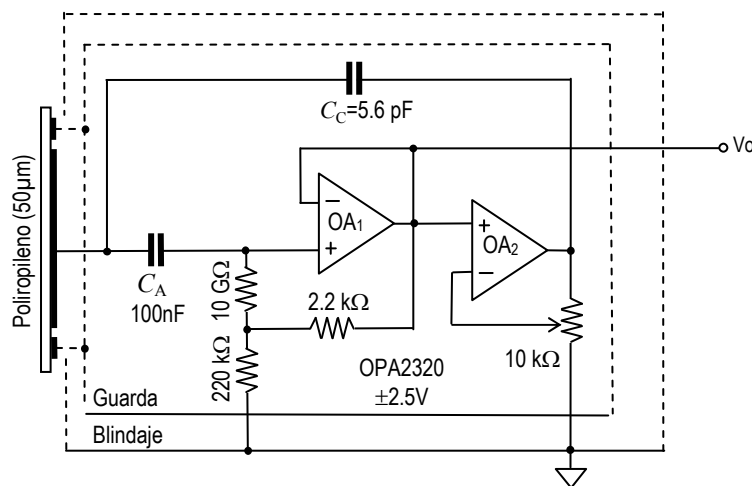 Poliropileno (50µm)
C_C=5.6 pF
Vo
OA1
OA2
C_A
100nF
10 GΩ
2.2 kΩ
220 kΩ
10 kΩ
OPA2320
±2.5V
Guarda
Blindaje